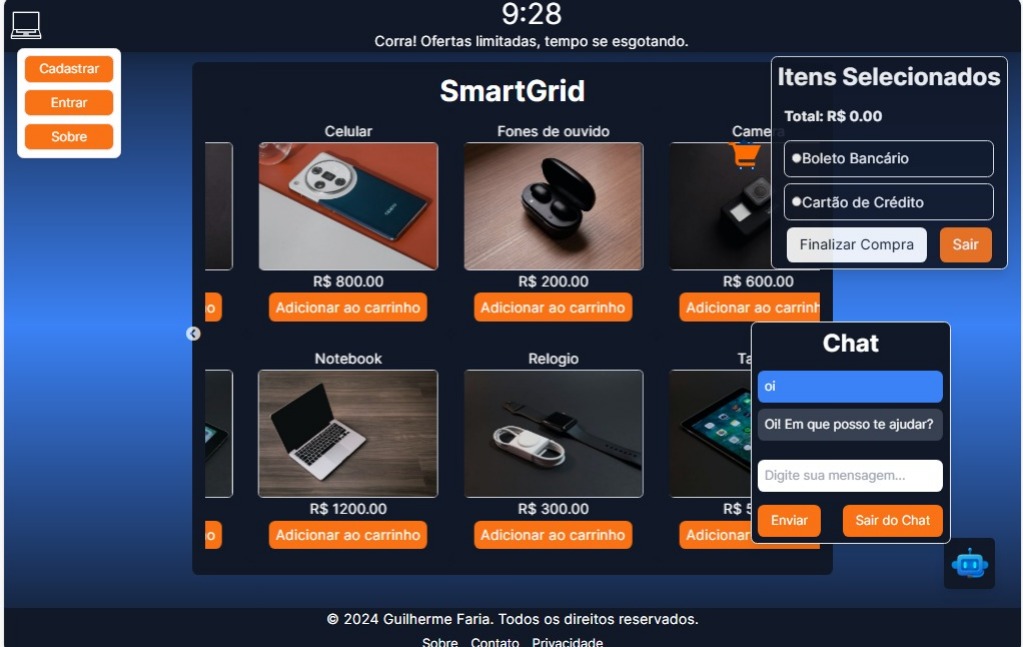 9:28
Corra! Ofertas limitadas, tempo se esgotando.
Cadastrar
Entrar
Sobre
SmartGrid
Celular
Fones de ouvido
Camera
R$ 800.00
R$ 200.00
R$ 600.00
Adicionar ao carrinho
Adicionar ao carrinho
Adicionar ao carrinh
Notebook
Relogio
R$ 1200.00
R$ 300.00
Adicionar ao carrinho
Adicionar ao carrinho
Adicionar
Itens Selecionados
Total: R$ 0.00
Boleto Bancário
Cartão de Crédito
Finalizar Compra
Sair
Chat
oi
Oi! Em que posso te ajudar?
Digite sua mensagem...
Enviar
Sair do Chat
© 2024 Guilherme Faria. Todos os direitos reservados.
Sobre Contato Privacidade